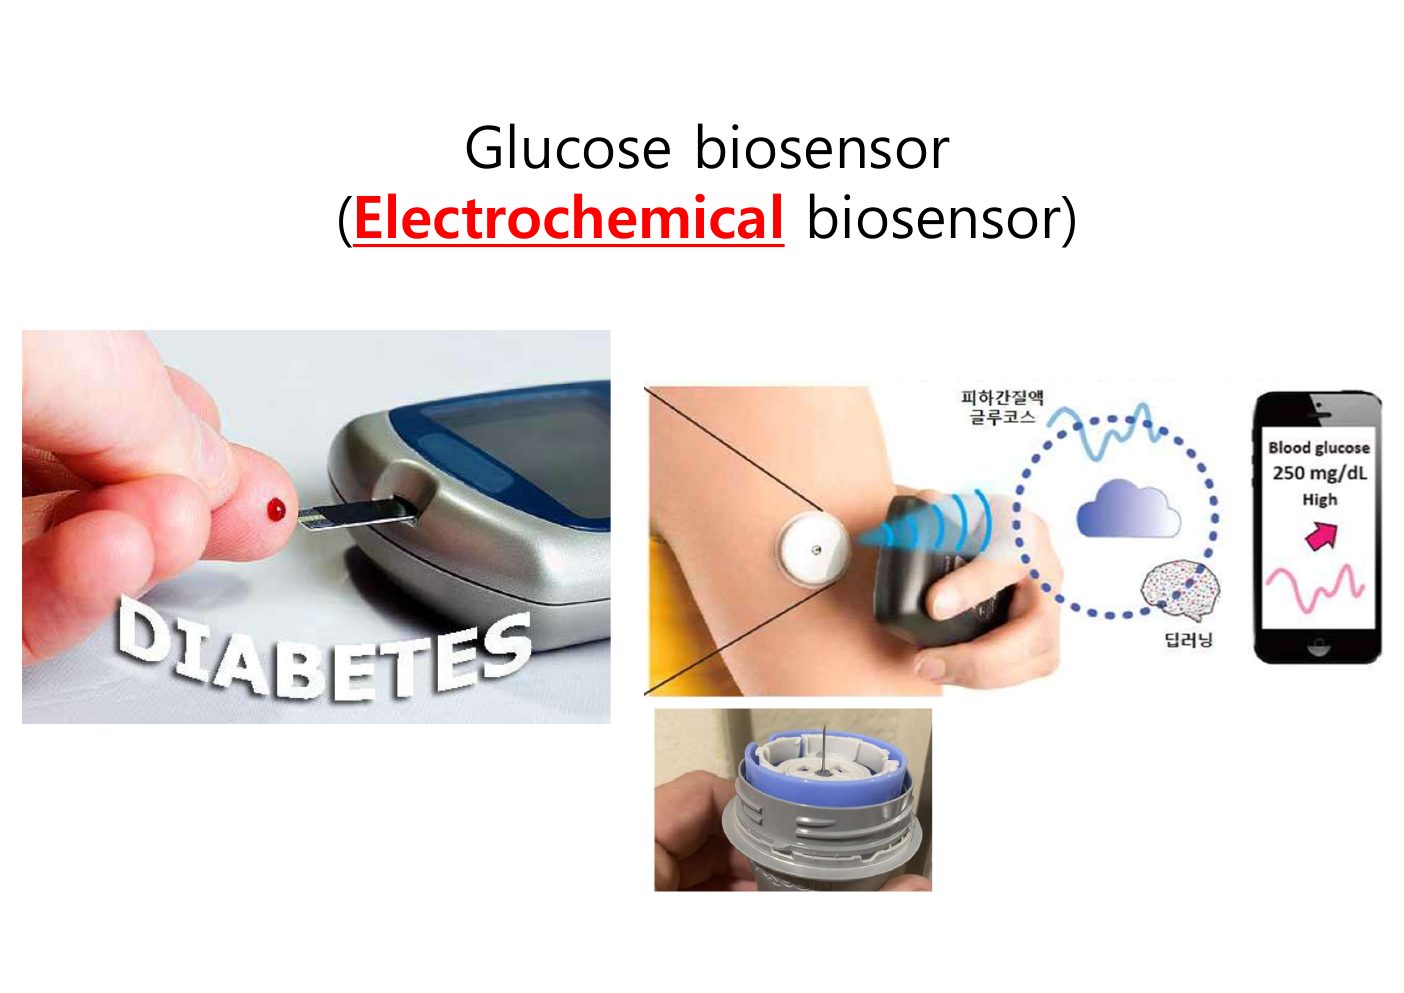 Glucose biosensor
(Electrochemical biosensor)
DIABETES
피하간질액
글루코스
딥러닝
Blood glucose
250 mg/dL
High